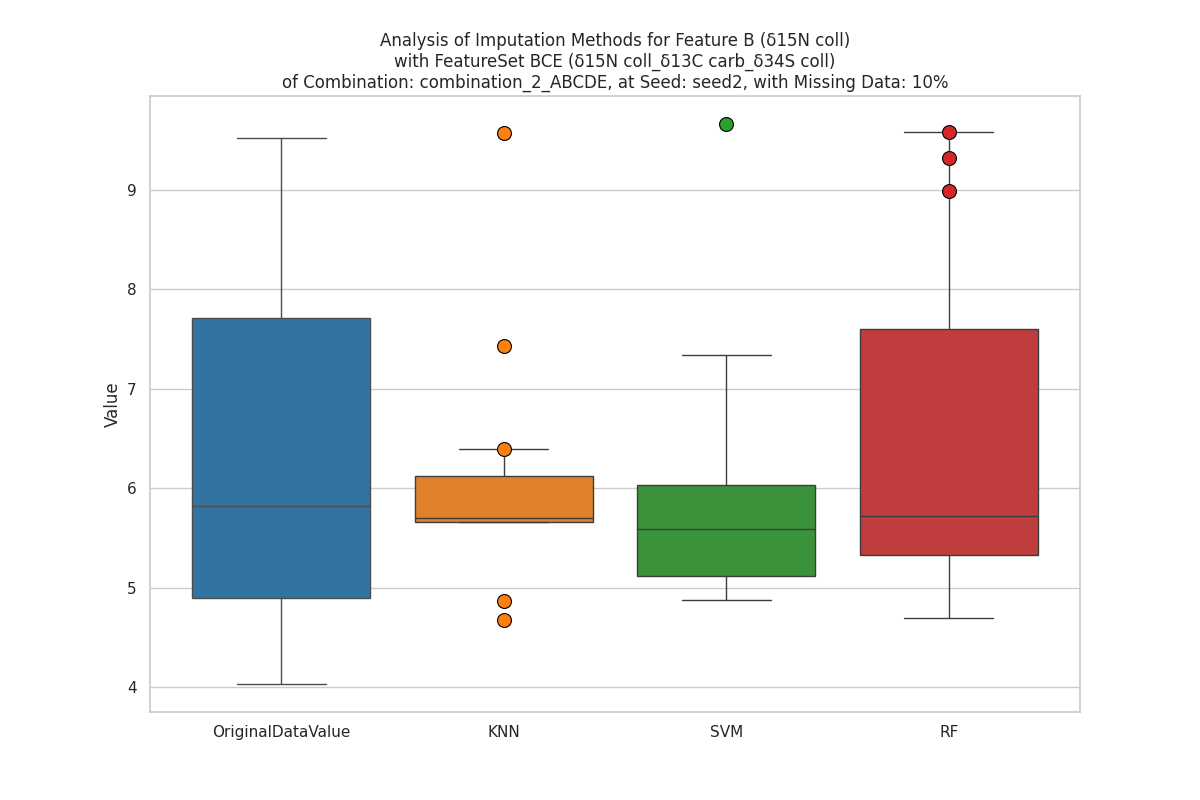 Analysis of Imputation Methods for Feature B (δ15N coll)
with FeatureSet BCE (δ15N coll_δ13C carb_δ34S coll)
of Combination: combination_2_ABCDE, at Seed: seed2, with Missing Data: 10%
9
8
7
6
5
4
Value
OriginalDataValue
KNN
SVM
RF